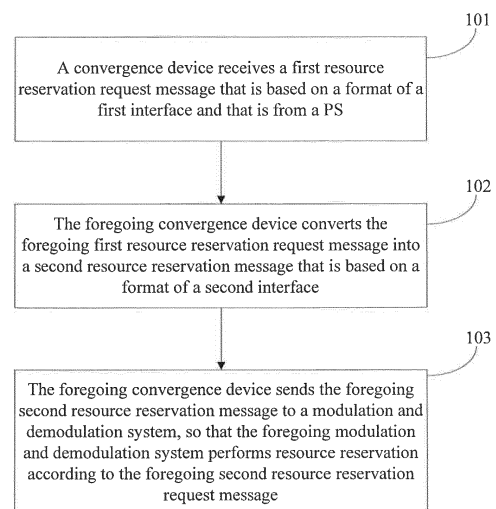 101
A convergence device receives a first resource
reservation request message that is based on a format of a
first interface and that is from a PS
102
The foregoing convergence device converts the
foregoing first resource reservation request message into
a second resource reservation message that is based on a
format of a second interface
103
The foregoing convergence device sends the foregoing
second resource reservation message to a modulation and
demodulation system, so that the foregoing modulation
and demodulation system performs resource reservation
according to the foregoing second resource reservation
request message